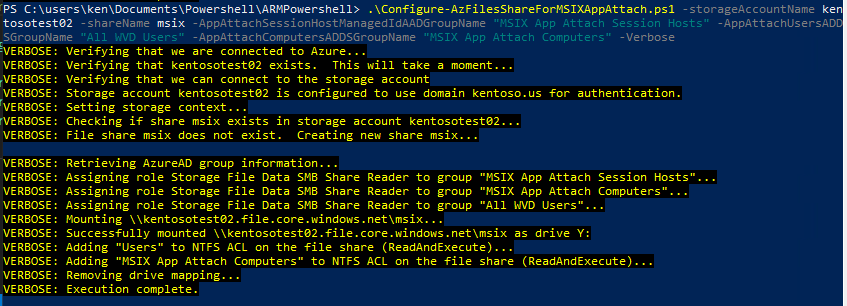 PS C:\users\ken\Documents\Powershell\ARMPowershell> .\Configure-AzFilesShareForMSIXAppAttach.ps1 -storageAccountName ken
tosotest02 -shareName msix -AppAttachSessionHostManagedIdAADGroupName "MSIX App Attach Session Hosts" -AppAttachUsersADD
SGroupName "All WVD Users" -AppAttachComputersADDSGroupName "MSIX App Attach Computers" -Verbose
VERBOSE: Verifying that we are connected to Azure...
VERBOSE: Verifying that kentosotest02 exists.  This will take a moment...
VERBOSE: Verifying that we can connect to the storage account
VERBOSE: Storage account kentosotest02 is configured to use domain kentoso.us for authentication.
VERBOSE: Setting storage context...
VERBOSE: Checking if share msix exists in storage account kentosotest02...
VERBOSE: File share msix does not exist.  Creating new share msix...
VERBOSE: Retrieving AzureAD group information...
VERBOSE: Assigning role Storage File Data SMB Share Reader to group "MSIX App Attach Session Hosts"...
VERBOSE: Assigning role Storage File Data SMB Share Reader to group "MSIX App Attach Computers"...
VERBOSE: Assigning role Storage File Data SMB Share Reader to group "All WVD Users"...
VERBOSE: Mounting \\kentosotest02.file.core.windows.net\msix...
VERBOSE: Successfully mounted \\kentosotest02.file.core.windows.net\msix as drive Y:
VERBOSE: Adding "Users" to NTFS ACL on the file share (ReadAndExecute)...
VERBOSE: Adding "MSIX App Attach Computers" to NTFS ACL on the file share (ReadAndExecute)...
VERBOSE: Removing drive mapping...
VERBOSE: Execution complete.